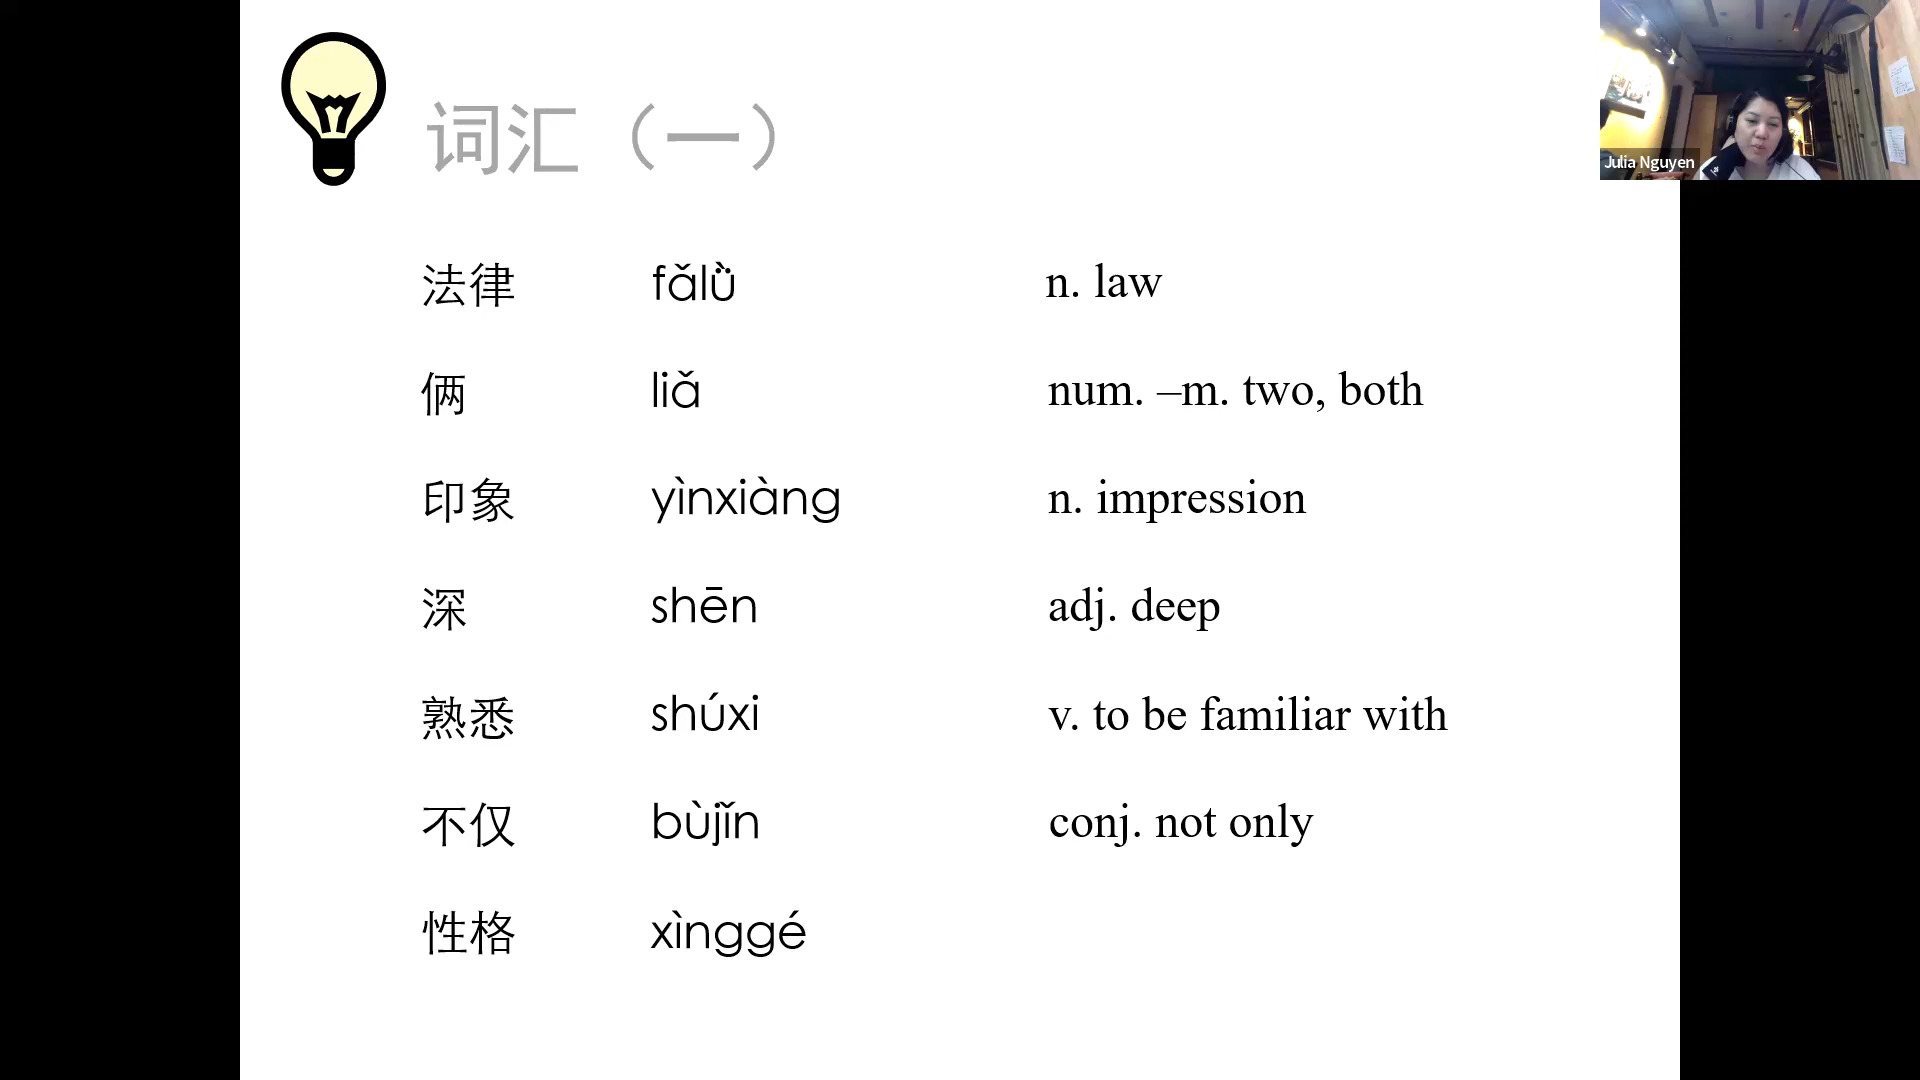 词汇（一）
Julia Nguyen
法律 fǎlǜ n. law
俩 liǎ num. –m. two, both
印象 yìnxiàng n. impression
深 shēn adj. deep
熟悉 shúxi v. to be familiar with
不仅 bùjǐn conj. not only
性格 xìnggé